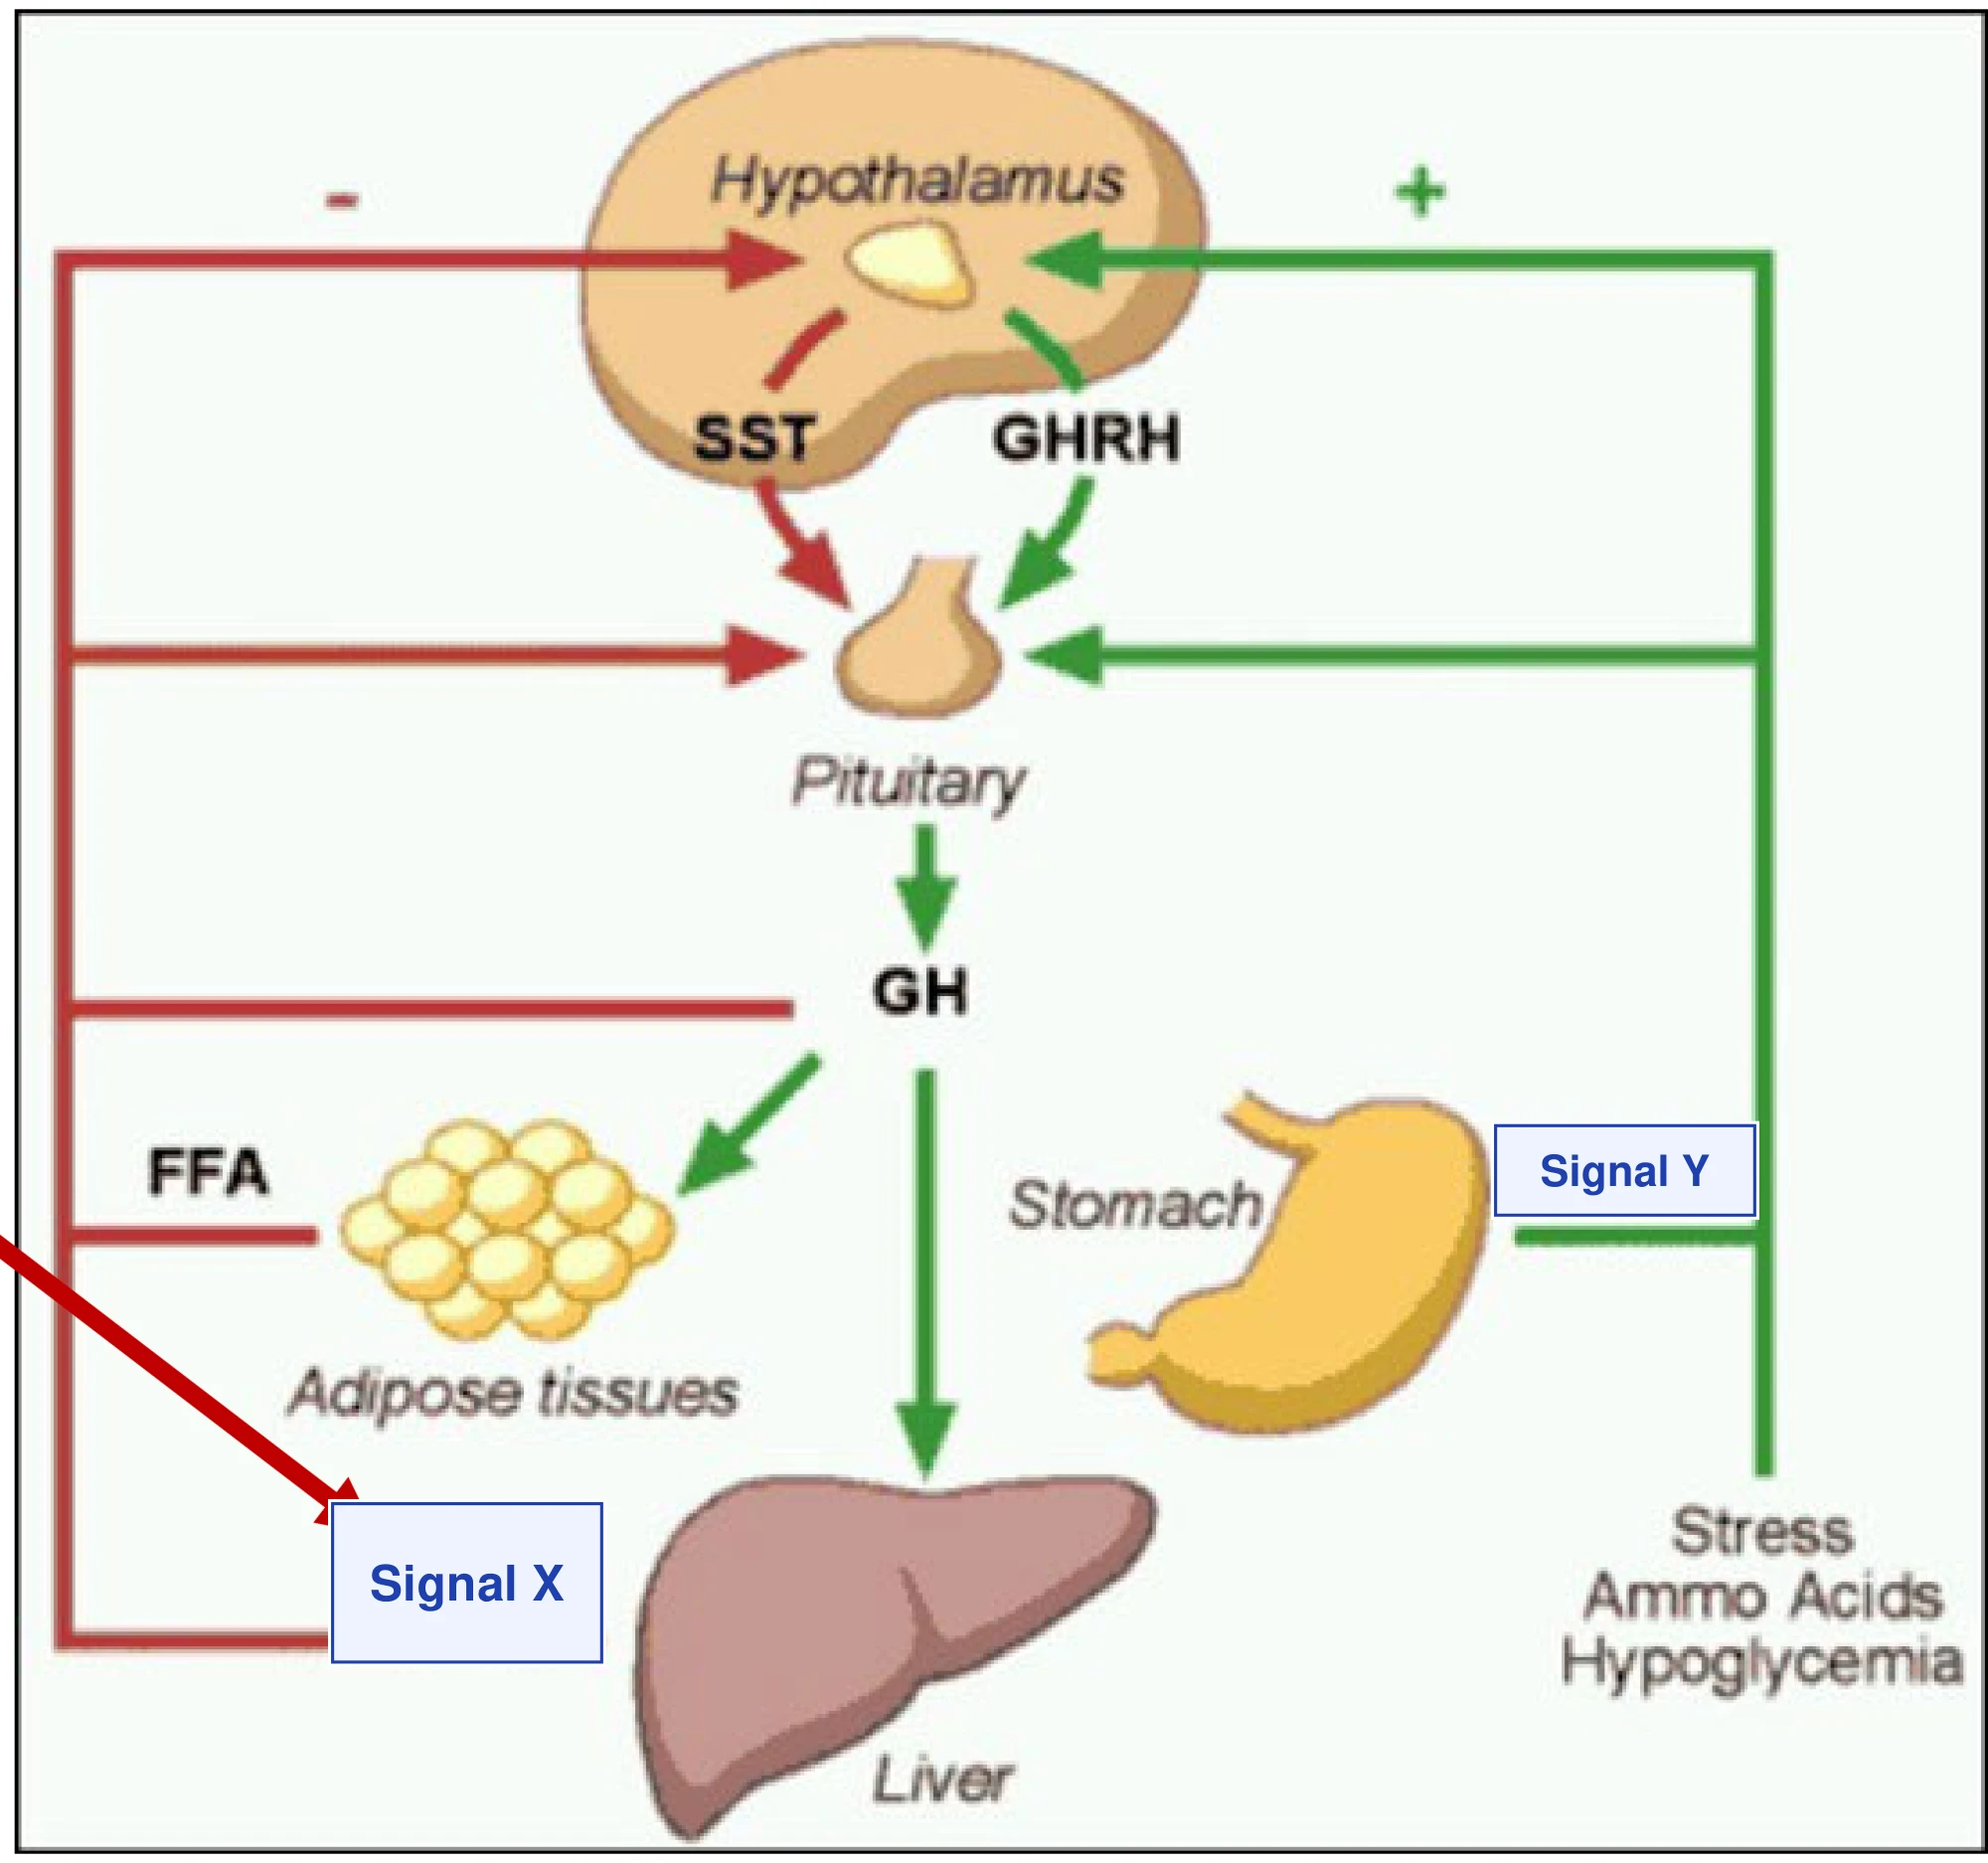 Hypothalamus
-
+
SST
GHRH
Pituitary
GH
FFA
Signal Y
Stomach
Adipose tissues
Signal X
Stress
Ammo Acids
Hypoglycemia
Liver